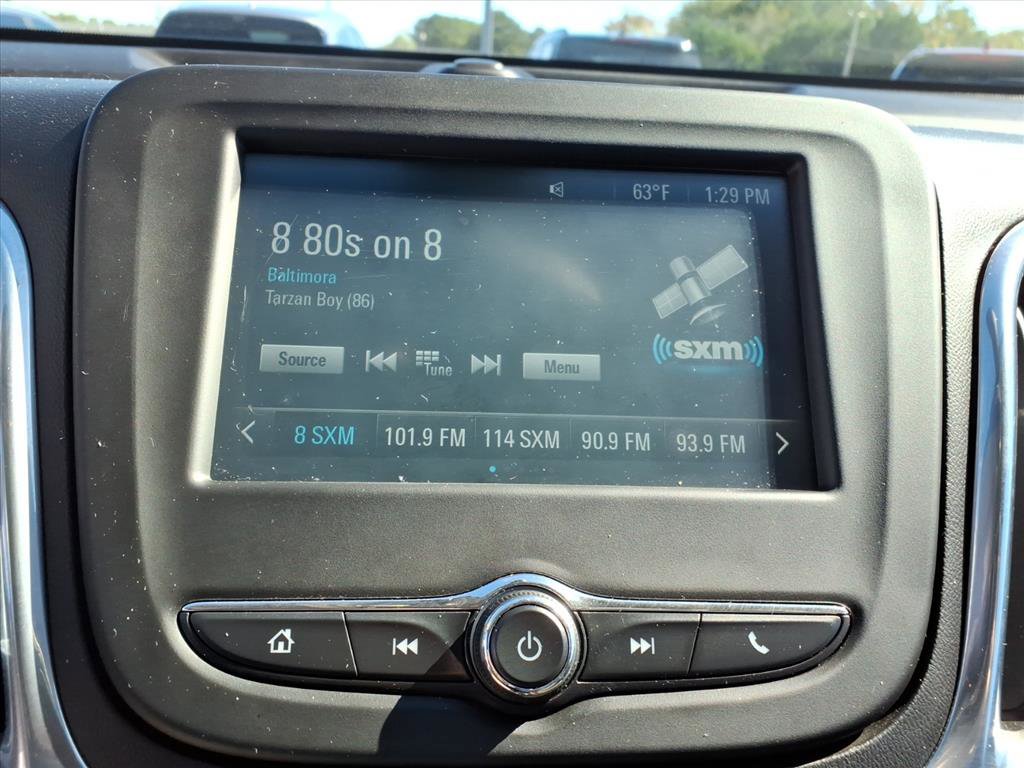 63°F 1:29 PM
8 80s on 8
Baltimora
Tarzan Boy (86)
sxm
Source Tune Menu
8 SXM 101.9 FM 114 SXM 90.9 FM 93.9 FM